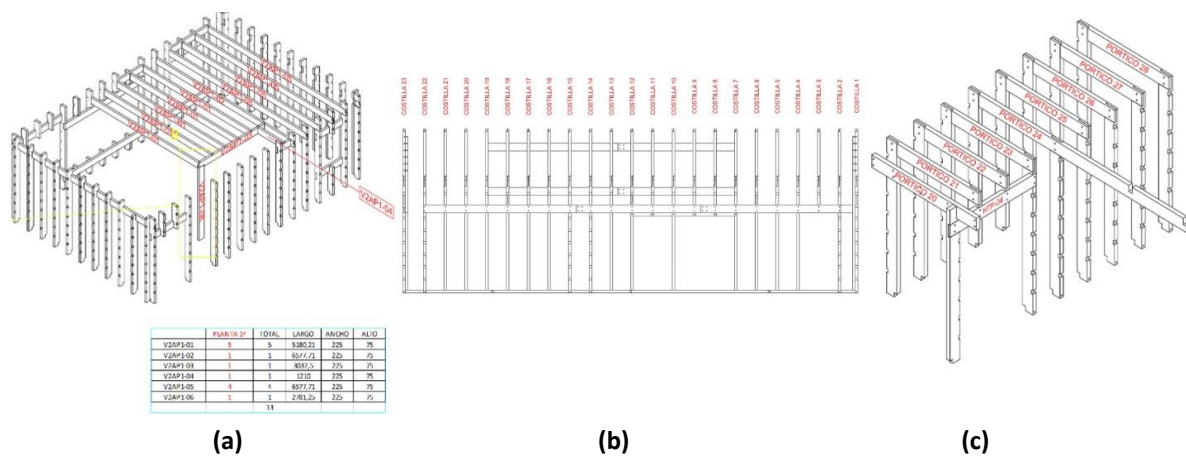 V2AP1-04
COSTILLA 23
COSTILLA 22
COSTILLA 21
COSTILLA 20
COSTILLA 19
COSTILLA 18
COSTILLA 17
COSTILLA 16
COSTILLA 15
COSTILLA 14
COSTILLA 13
COSTILLA 12
COSTILLA 11
COSTILLA 10
COSTILLA 9
COSTILLA 8
COSTILLA 7
COSTILLA 6
COSTILLA 5
COSTILLA 4
COSTILLA 3
COSTILLA 2
COSTILLA 1
PORTICO 28
PORTICO 27
PORTICO 26
PORTICO 25
PORTICO 24
PORTICO 23
PORTICO 22
PORTICO 21
PORTICO 20
PLANTA 1ª TOTAL LARGO ANCHO ALTO
V2AP1-01 5 5 5180,21 225 75
V2AP1-02 1 1 6577,71 225 75
V2AP1-03 1 1 3037,5 225 75
V2AP1-04 1 1 1210 225 75
V2AP1-05 4 4 6577,71 225 75
V2AP1-06 1 1 2781,25 225 75
13
(a)
(b)
(c)